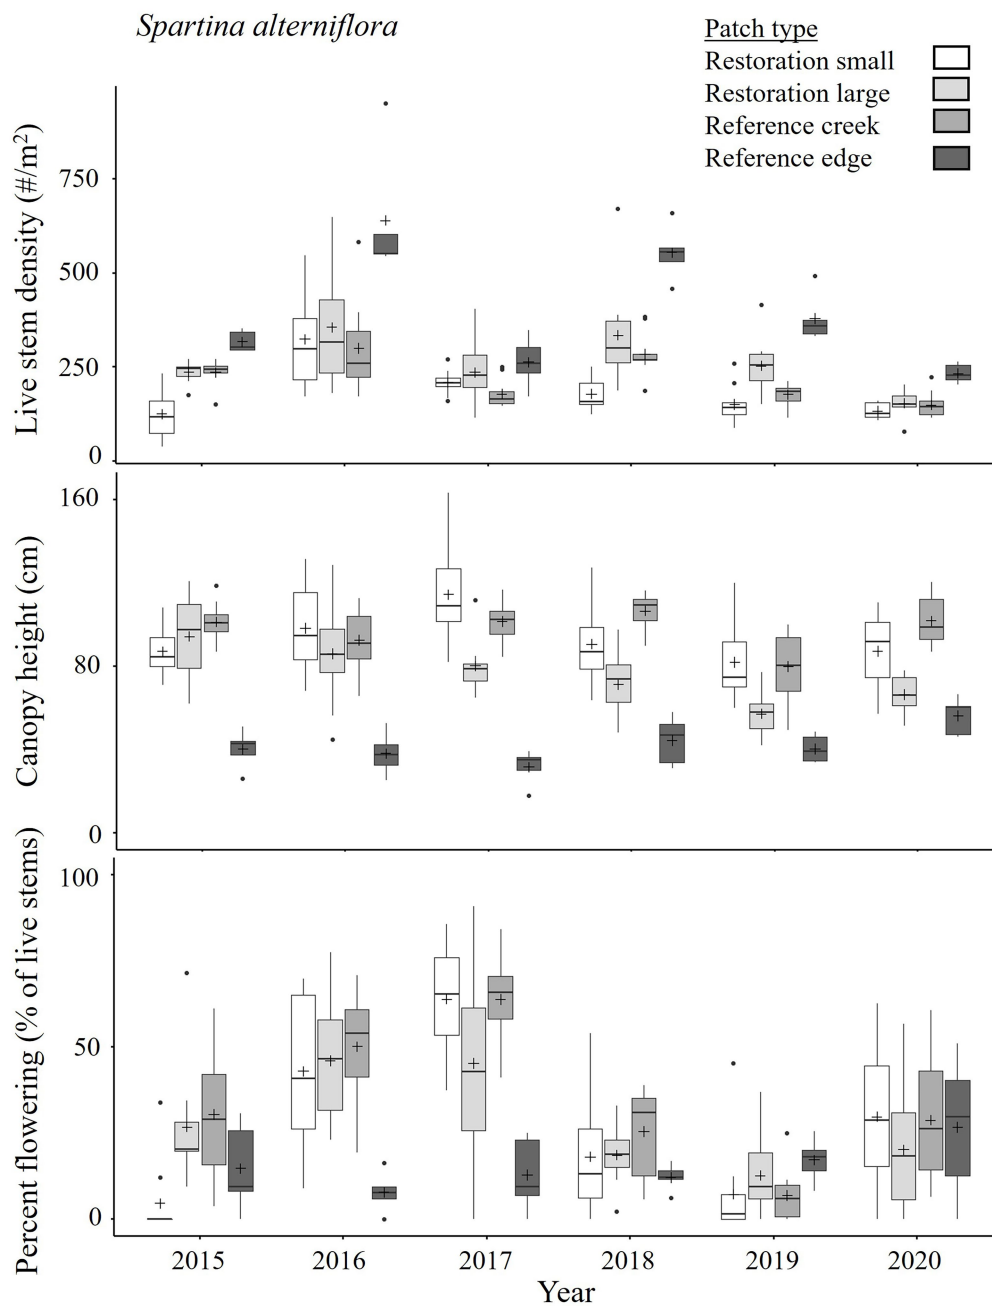 Spartina alterniflora
Patch type
Restoration small
Restoration large
Reference creek
Reference edge
Live stem density (#/m²)
750
500
250
0
Canopy height (cm)
160
80
0
Percent flowering (% of live stems)
100
50
0
2015 2016 2017 2018 2019 2020
Year